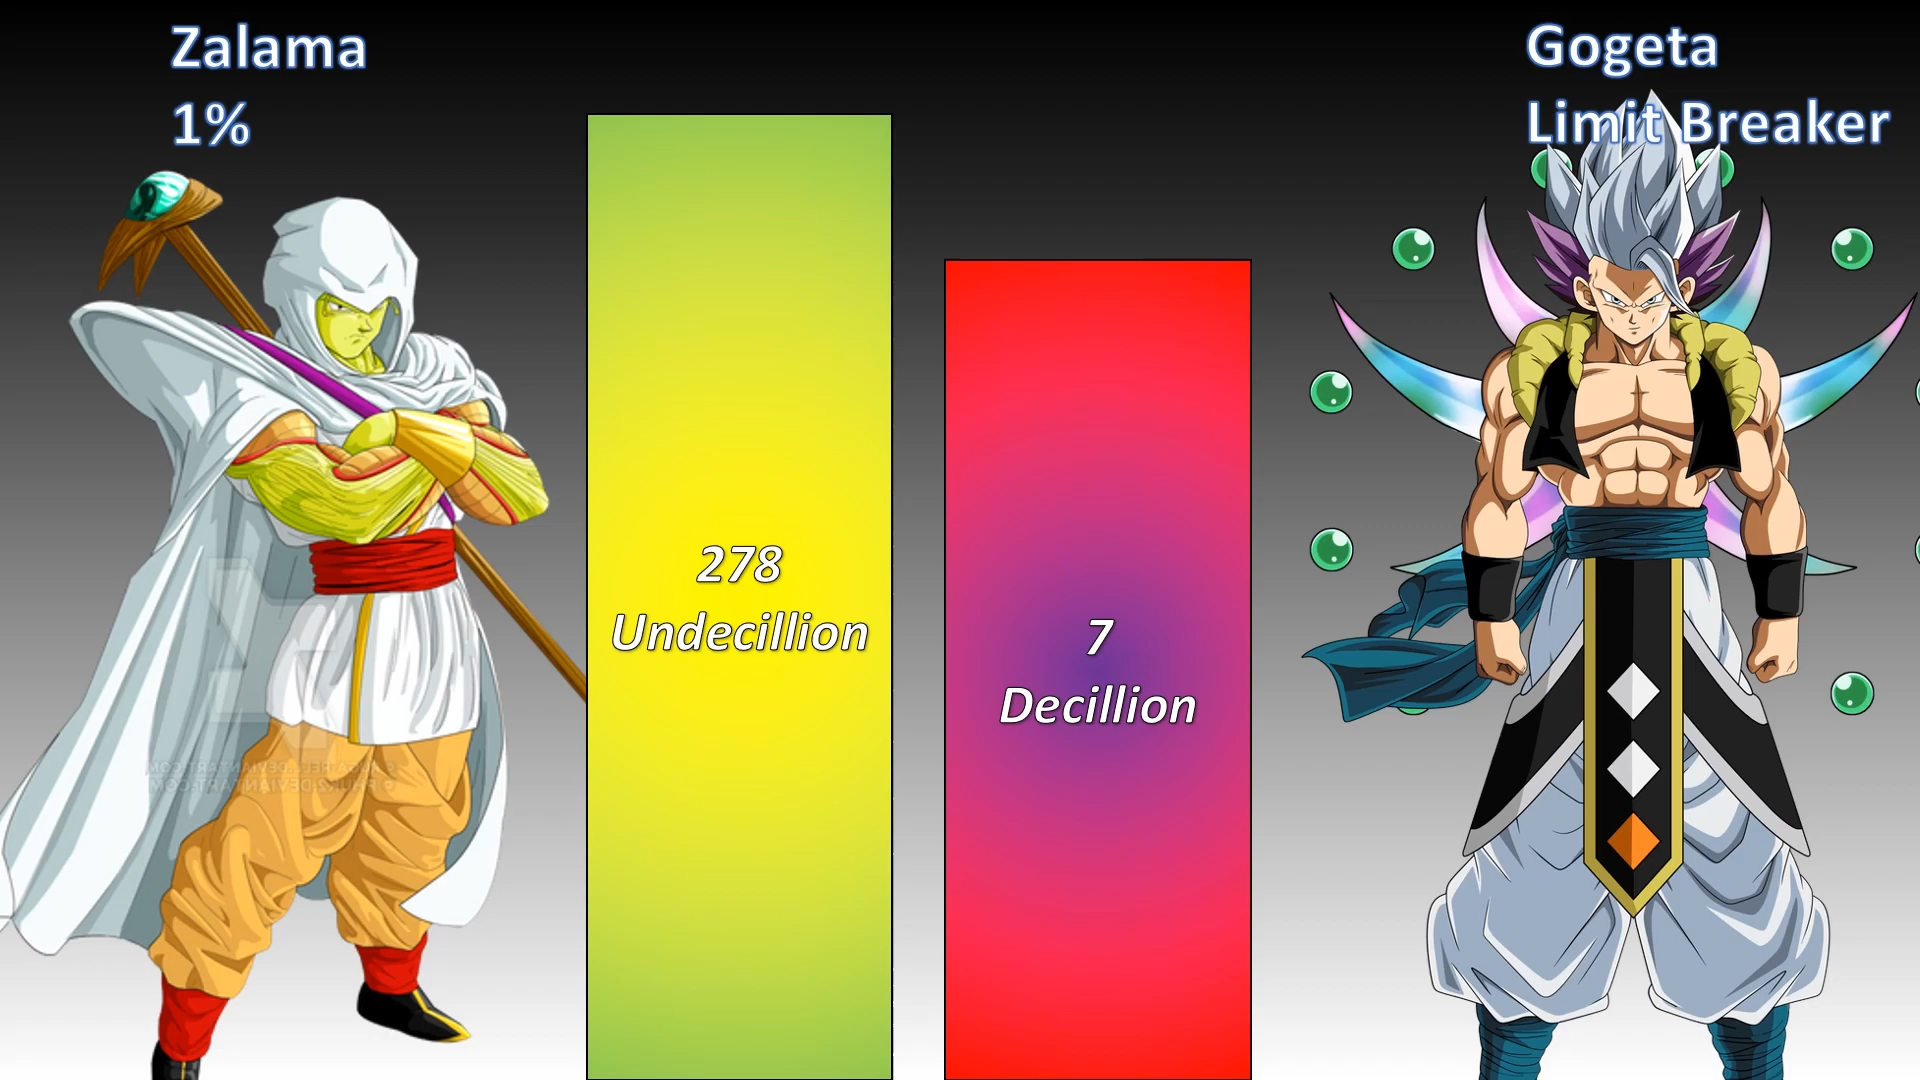 Zalama
1%
Gogeta
Limit Breaker
278
Undecillion
7
Decillion